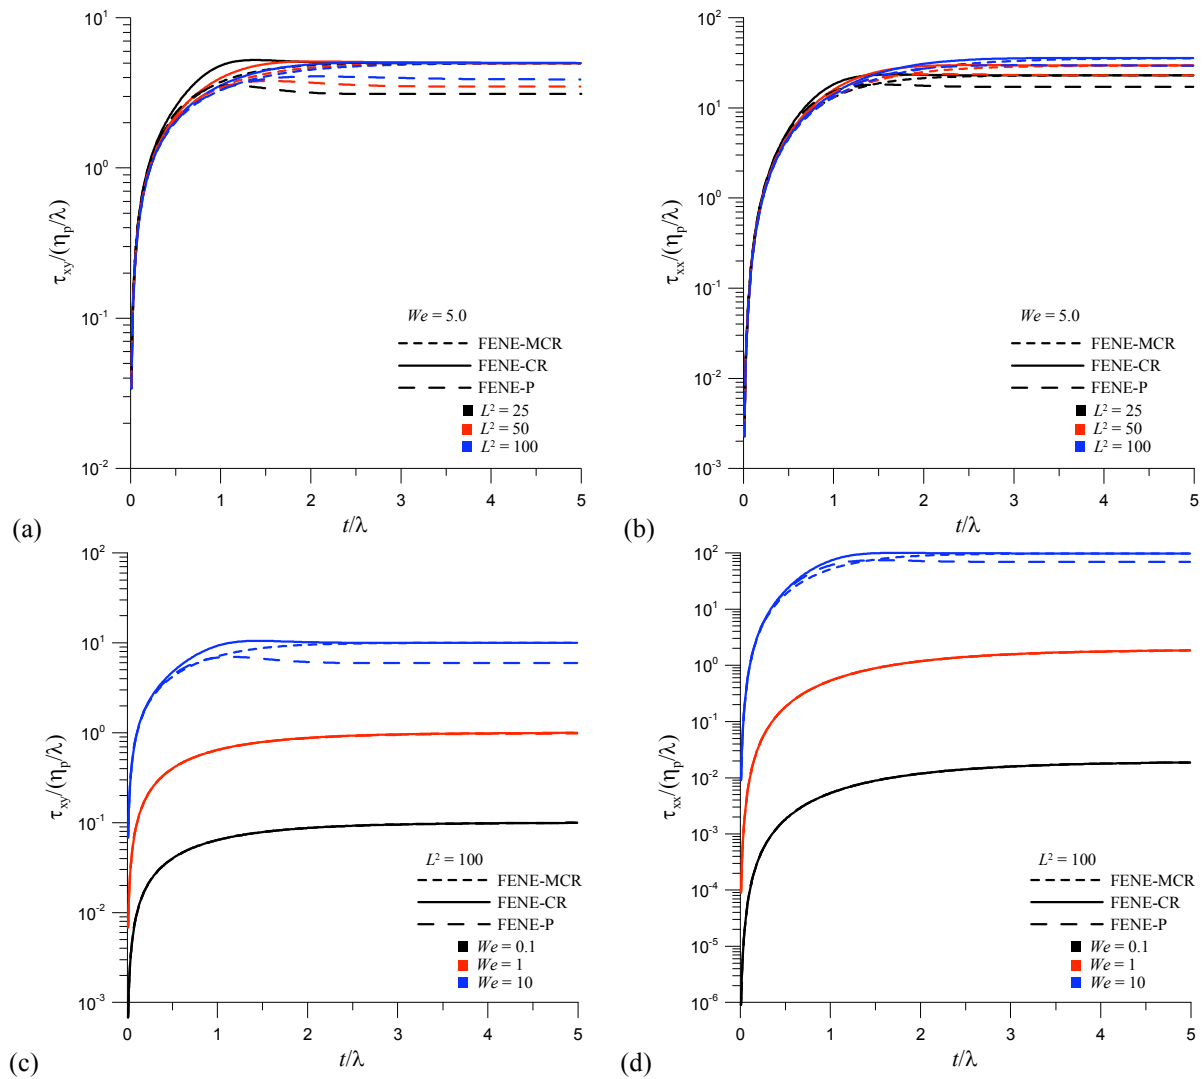 10¹
10⁰
10⁻¹
10⁻²
τxy/(ηp/λ)
We = 5.0
FENE-MCR
FENE-CR
FENE-P
L² = 25
L² = 50
L² = 100
0 1 2 3 4 5
t/λ
(a)
10²
10¹
10⁰
10⁻¹
10⁻²
10⁻³
τxx/(ηp/λ)
We = 5.0
FENE-MCR
FENE-CR
FENE-P
L² = 25
L² = 50
L² = 100
0 1 2 3 4 5
t/λ
(b)
10²
10¹
10⁰
10⁻¹
10⁻²
10⁻³
τxy/(ηp/λ)
L² = 100
FENE-MCR
FENE-CR
FENE-P
We = 0.1
We = 1
We = 10
0 1 2 3 4 5
t/λ
(c)
10²
10¹
10⁰
10⁻¹
10⁻²
10⁻³
10⁻⁴
10⁻⁵
10⁻⁶
τxx/(ηp/λ)
L² = 100
FENE-MCR
FENE-CR
FENE-P
We = 0.1
We = 1
We = 10
0 1 2 3 4 5
t/λ
(d)